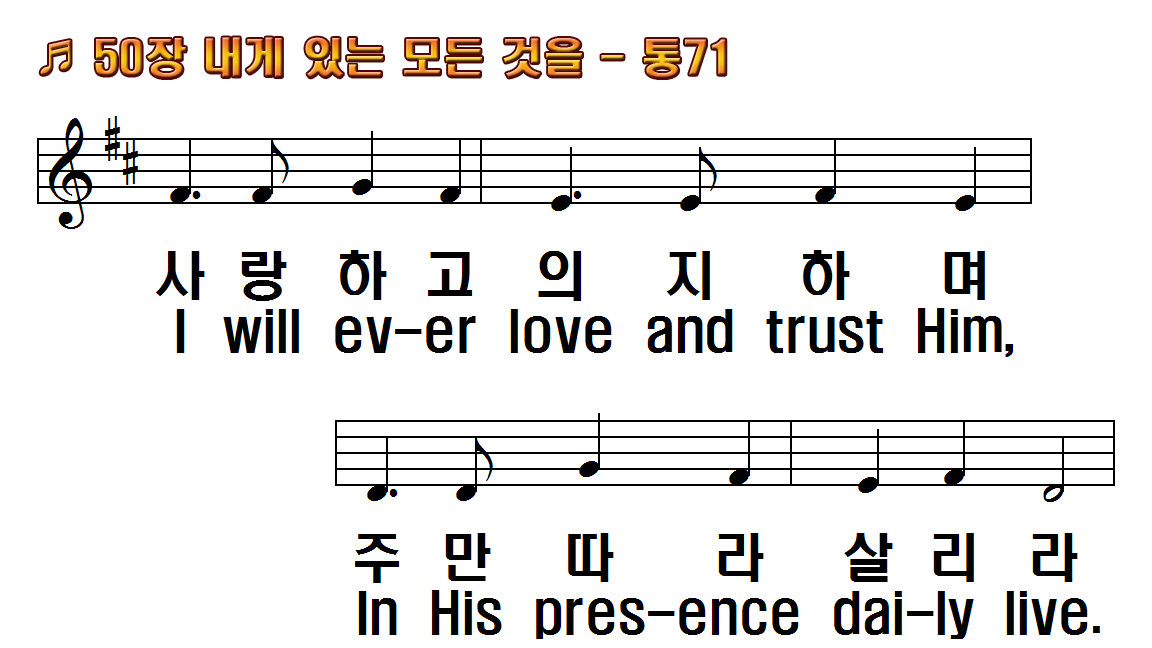 ♬ 50장 내게 있는 모든 것을 - 통71
사 랑 하 고 의 지 하 며
I will ev-er love and trust Him,
주 만 따 라 살 리 라
In His pres-ence dai-ly live.